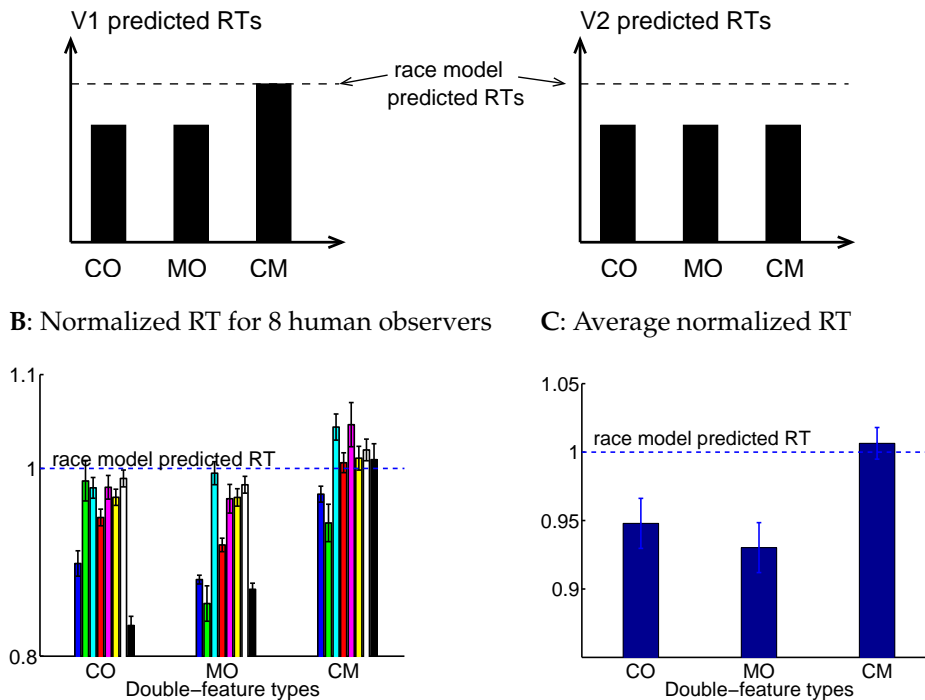 V1 predicted RTs
V2 predicted RTs
race model
predicted RTs
CO MO CM
CO MO CM
B: Normalized RT for 8 human observers
C: Average normalized RT
1.1
race model predicted RT
1
0.8
CO MO CM
Double−feature types
1.05
race model predicted RT
1
0.95
0.9
CO MO CM
Double−feature types